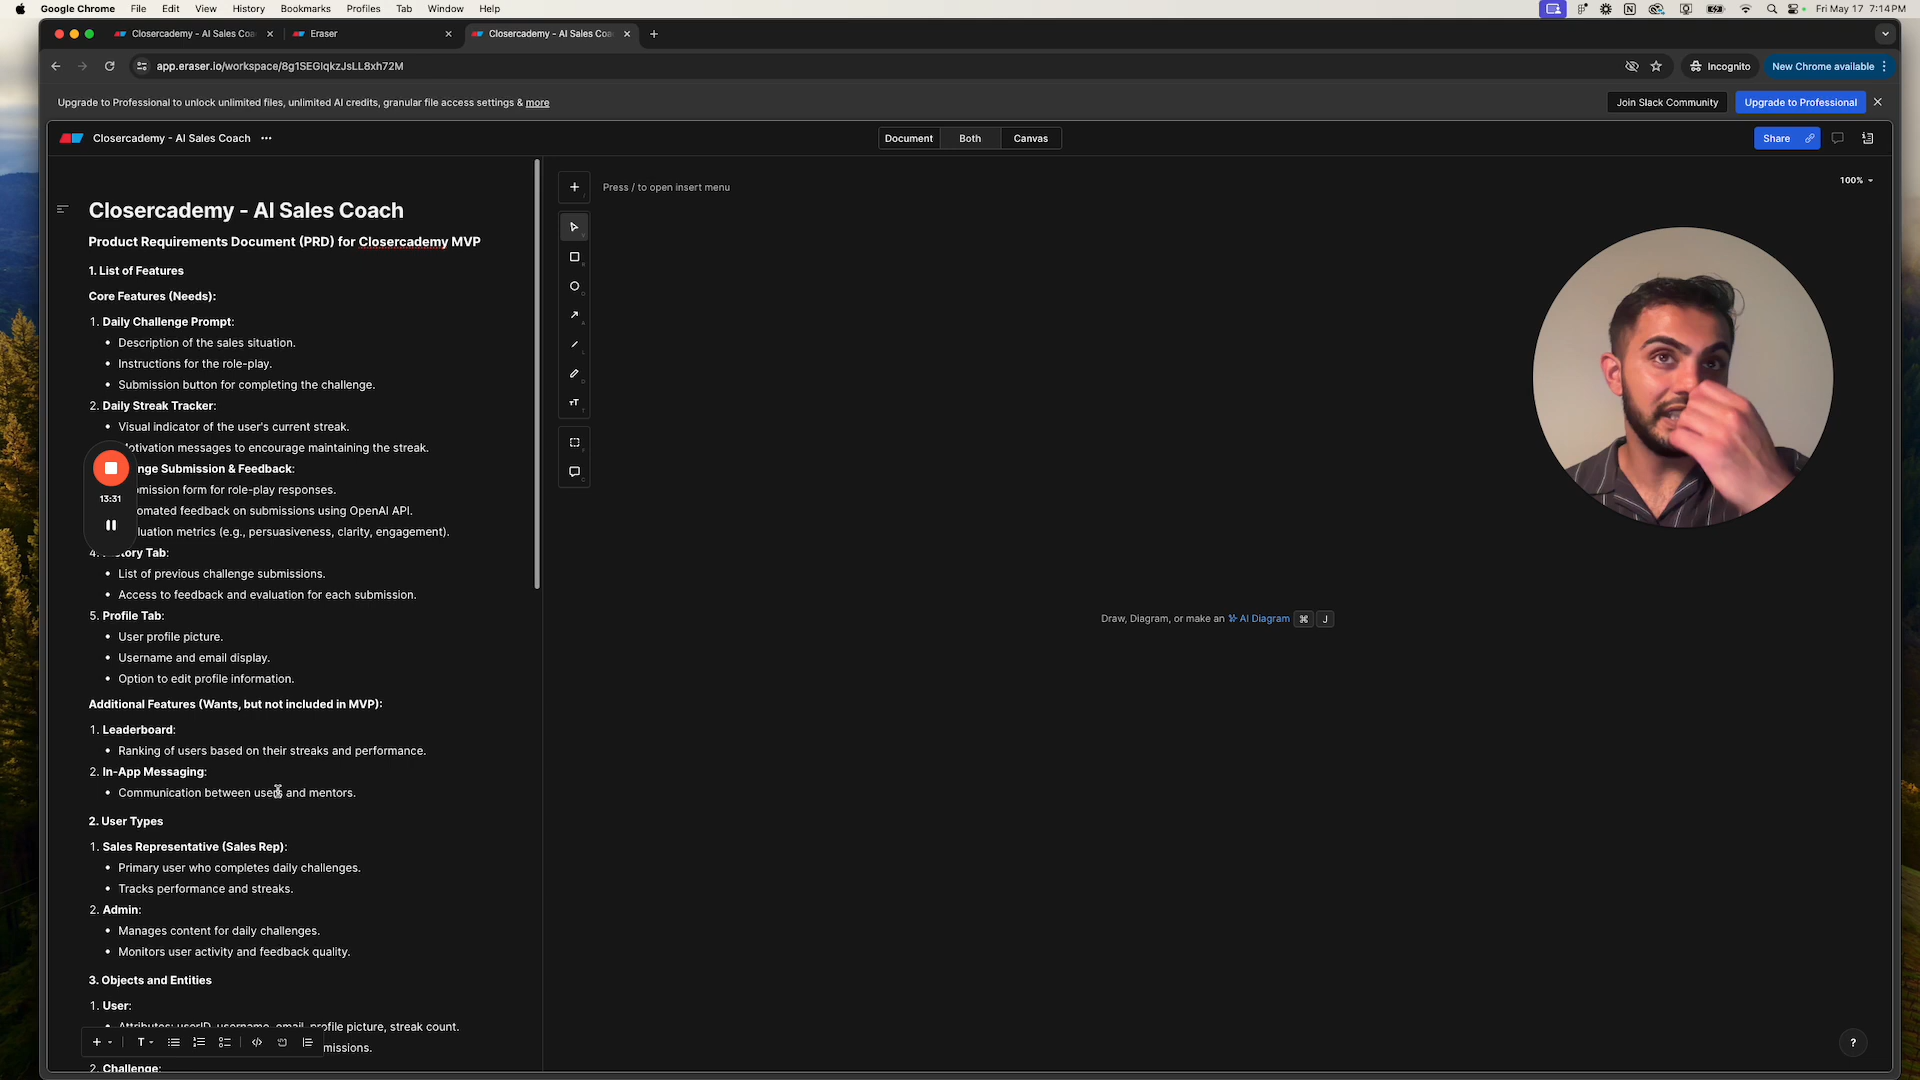 Google Chrome File Edit View History Bookmarks Profiles Tab Window Help Fri May 17 7:14 PM
Closercademy - AI Sales Coa
Eraser
Closercademy - AI Sales Coa
app.eraser.io/workspace/8g1SEGlqkzJsLL8xh72M
Incognito
New Chrome available
Upgrade to Professional to unlock unlimited files, unlimited AI credits, granular file access settings & more
Join Slack Community
Upgrade to Professional
Closercademy - AI Sales Coach
Document
Both
Canvas
Share
Press / to open insert menu
100%
Closercademy - AI Sales Coach
Product Requirements Document (PRD) for Closercademy MVP
1. List of Features
Core Features (Needs):
1. Daily Challenge Prompt:
• Description of the sales situation.
• Instructions for the role-play.
• Submission button for completing the challenge.
2. Daily Streak Tracker:
• Visual indicator of the user's current streak.
otivation messages to encourage maintaining the streak.
nge Submission & Feedback:
mission form for role-play responses.
omated feedback on submissions using OpenAI API.
luation metrics (e.g., persuasiveness, clarity, engagement).
13:31
4. tory Tab:
• List of previous challenge submissions.
• Access to feedback and evaluation for each submission.
5. Profile Tab:
• User profile picture.
• Username and email display.
• Option to edit profile information.
Additional Features (Wants, but not included in MVP):
1. Leaderboard:
• Ranking of users based on their streaks and performance.
2. In-App Messaging:
• Communication between users and mentors.
2. User Types
1. Sales Representative (Sales Rep):
• Primary user who completes daily challenges.
• Tracks performance and streaks.
2. Admin:
• Manages content for daily challenges.
• Monitors user activity and feedback quality.
3. Objects and Entities
1. User:
• Attributes: userID, username, email, profile picture, streak count.
missions.
2. Challenge:
Draw, Diagram, or make an AI Diagram ⌘ J
?